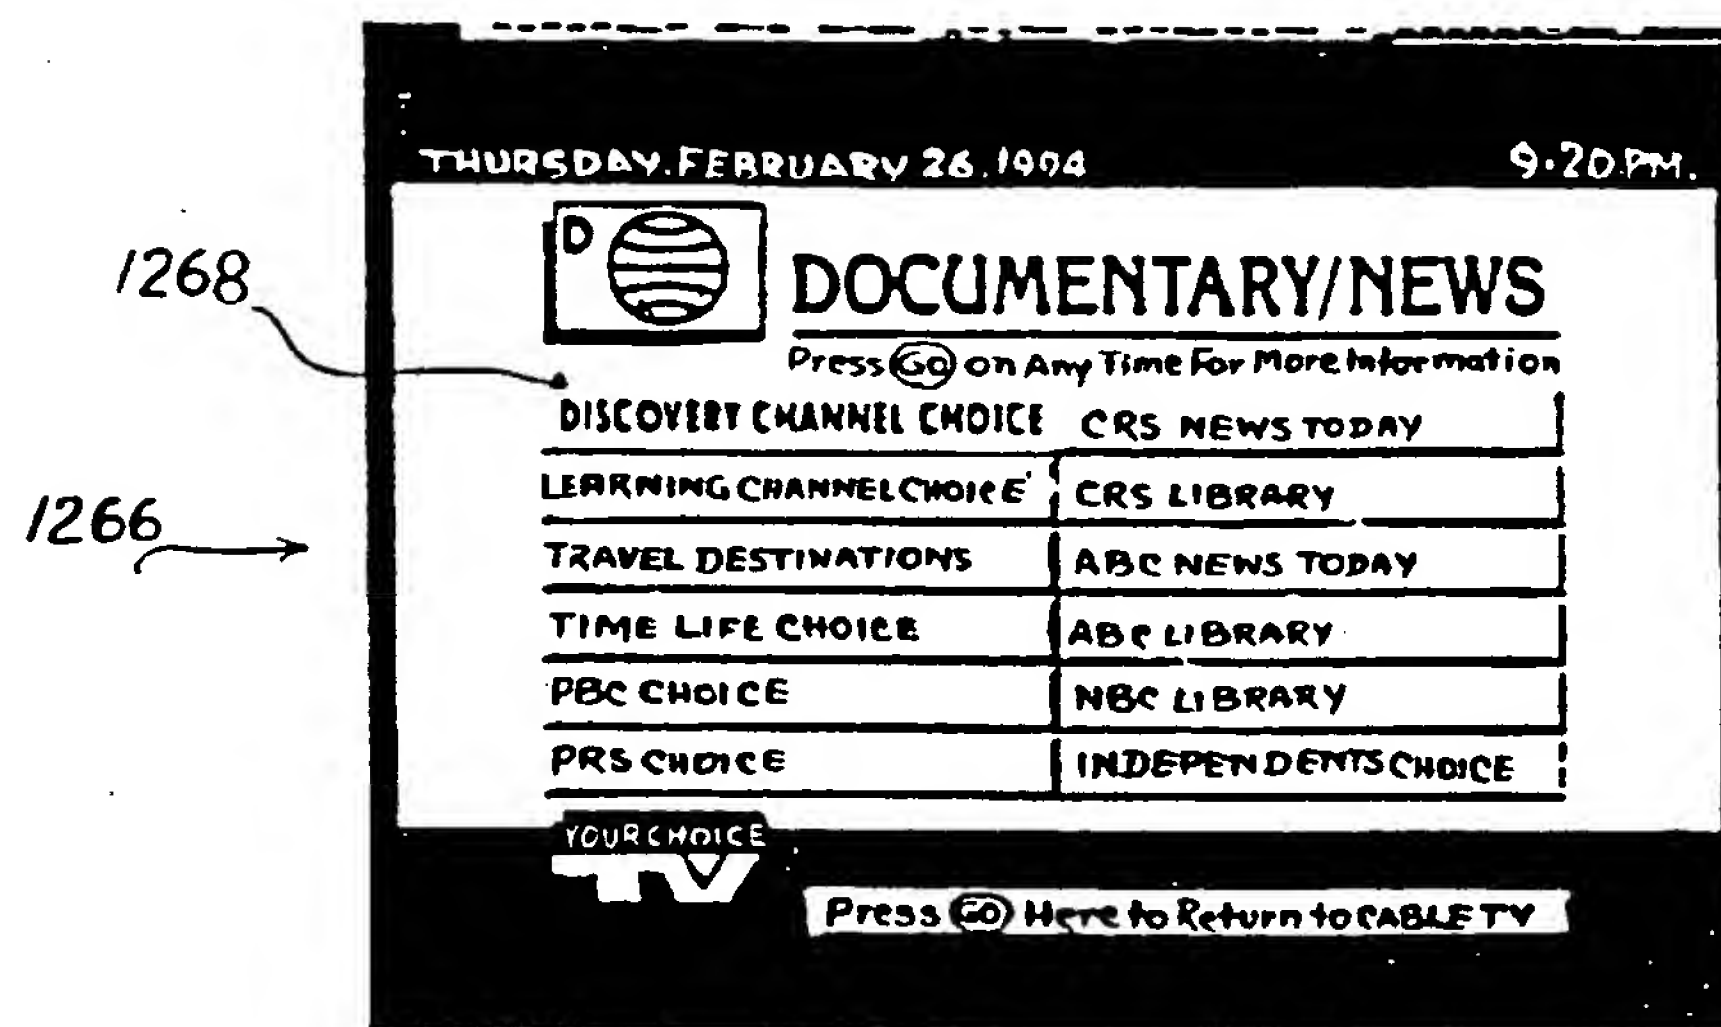 THURSDAY.FEBRUARY 26.1994 9.20.PM.
D
DOCUMENTARY/NEWS
1268
Press GO on Any Time For More Information
DISCOVERY CHANNEL CHOICE CRS NEWS TODAY
LEARNING CHANNEL CHOICE CRS LIBRARY
1266
TRAVEL DESTINATIONS ABC NEWS TODAY
TIME LIFE CHOICE ABC LIBRARY
PBC CHOICE NBC LIBRARY
PRS CHOICE INDEPENDENTS CHOICE
YOUR CHOICE
TV
Press GO Here to Return to CABLE TV